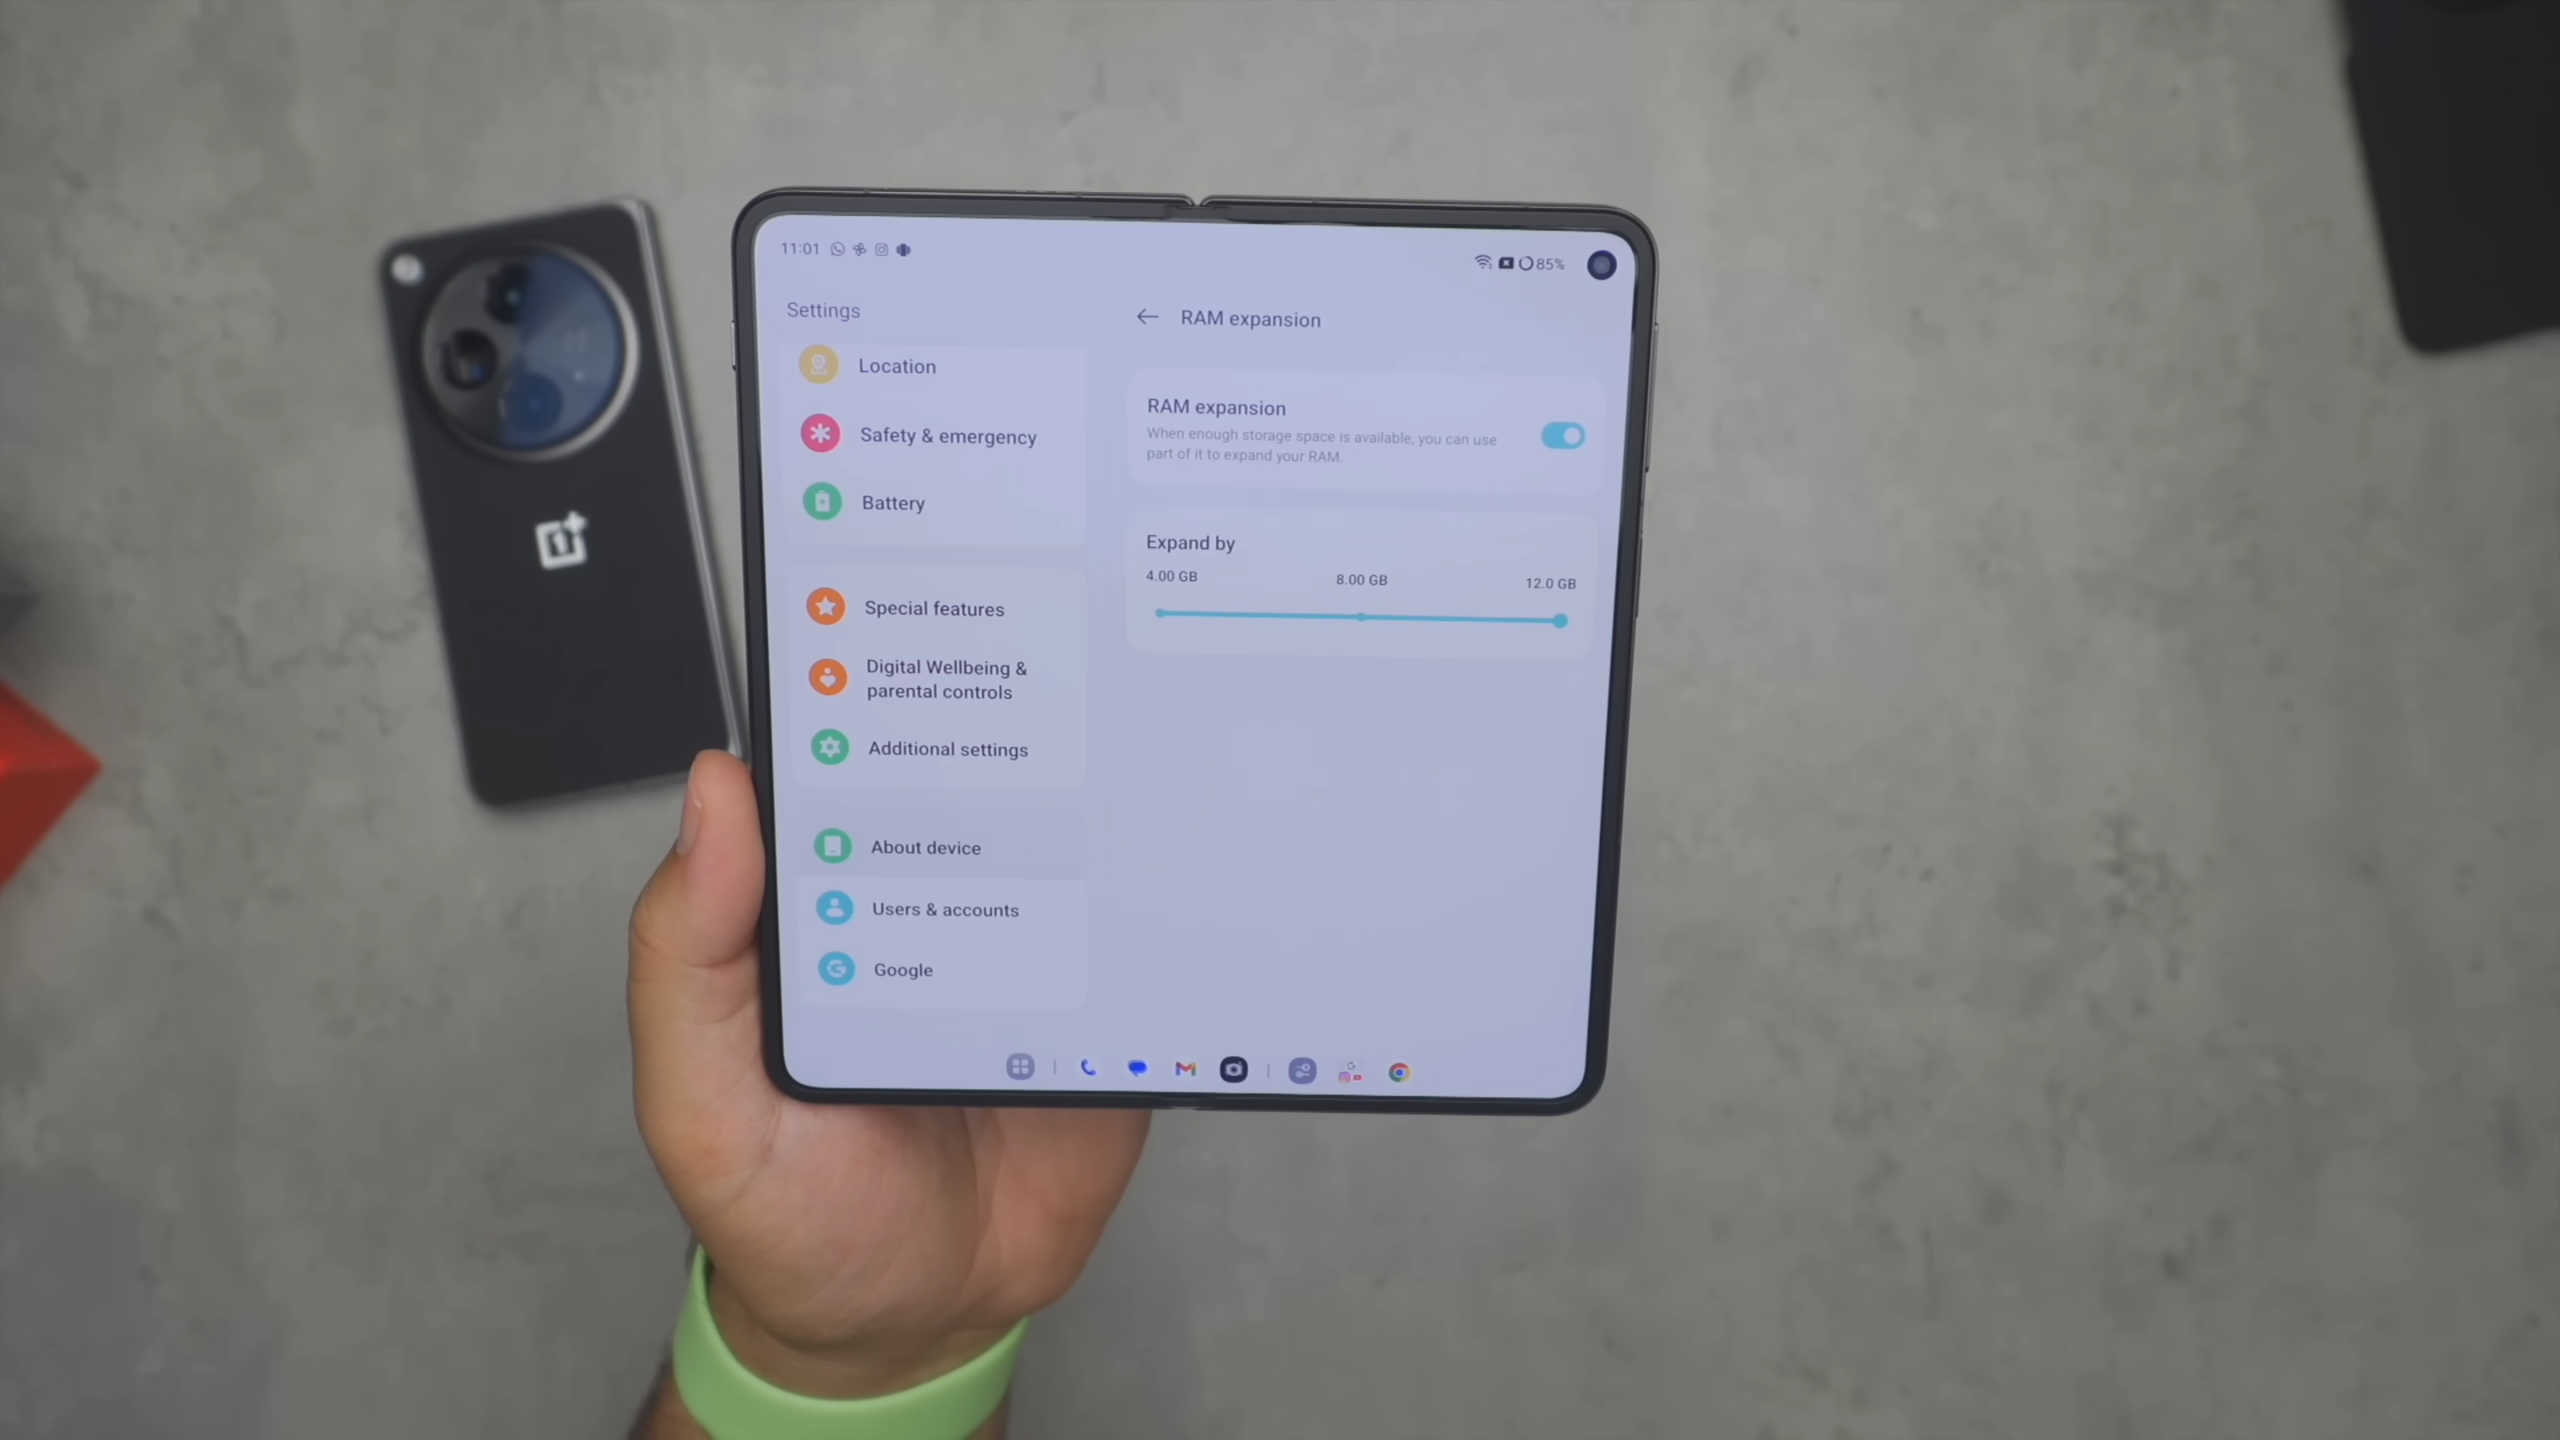 11:01
85%
Settings
Location
Safety & emergency
Battery
Special features
Digital Wellbeing &
parental controls
Additional settings
About device
Users & accounts
Google
RAM expansion
RAM expansion
When enough storage space is available, you can use
part of it to expand your RAM.
Expand by
4.00 GB 8.00 GB 12.0 GB